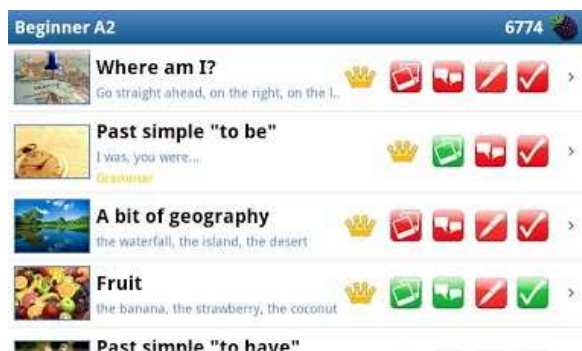 Beginner A2 6774
Where am I?
Go straight ahead, on the right, on the l..
Past simple "to be"
I was, you were...
Grammar
A bit of geography
the waterfall, the island, the desert
Fruit
the banana, the strawberry, the coconut
Past simple "to have"